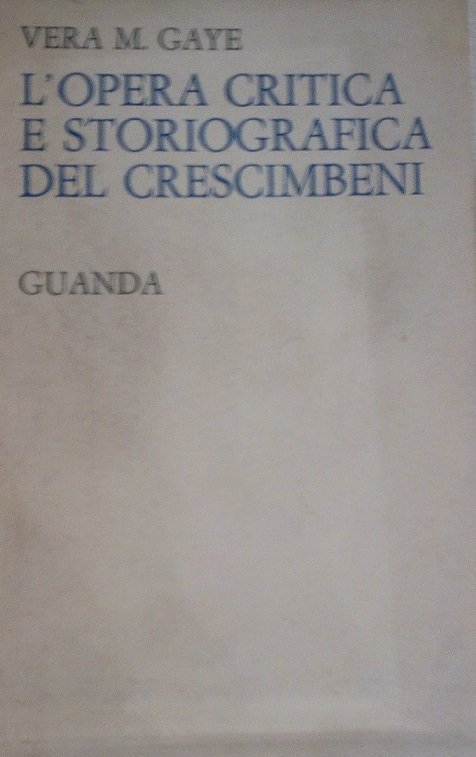 VERA M. GAYE
L'OPERA CRITICA
E STORIOGRAFICA
DEL CRESCIMBENI
GUANDA